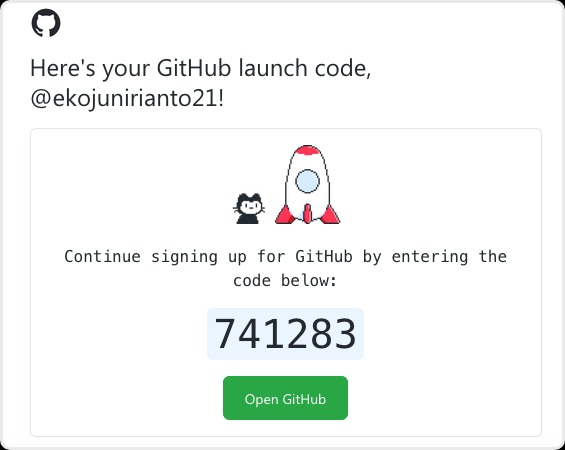 Here's your GitHub launch code,
@ekojunirianto21!
Continue signing up for GitHub by entering the
code below:
741283
Open GitHub